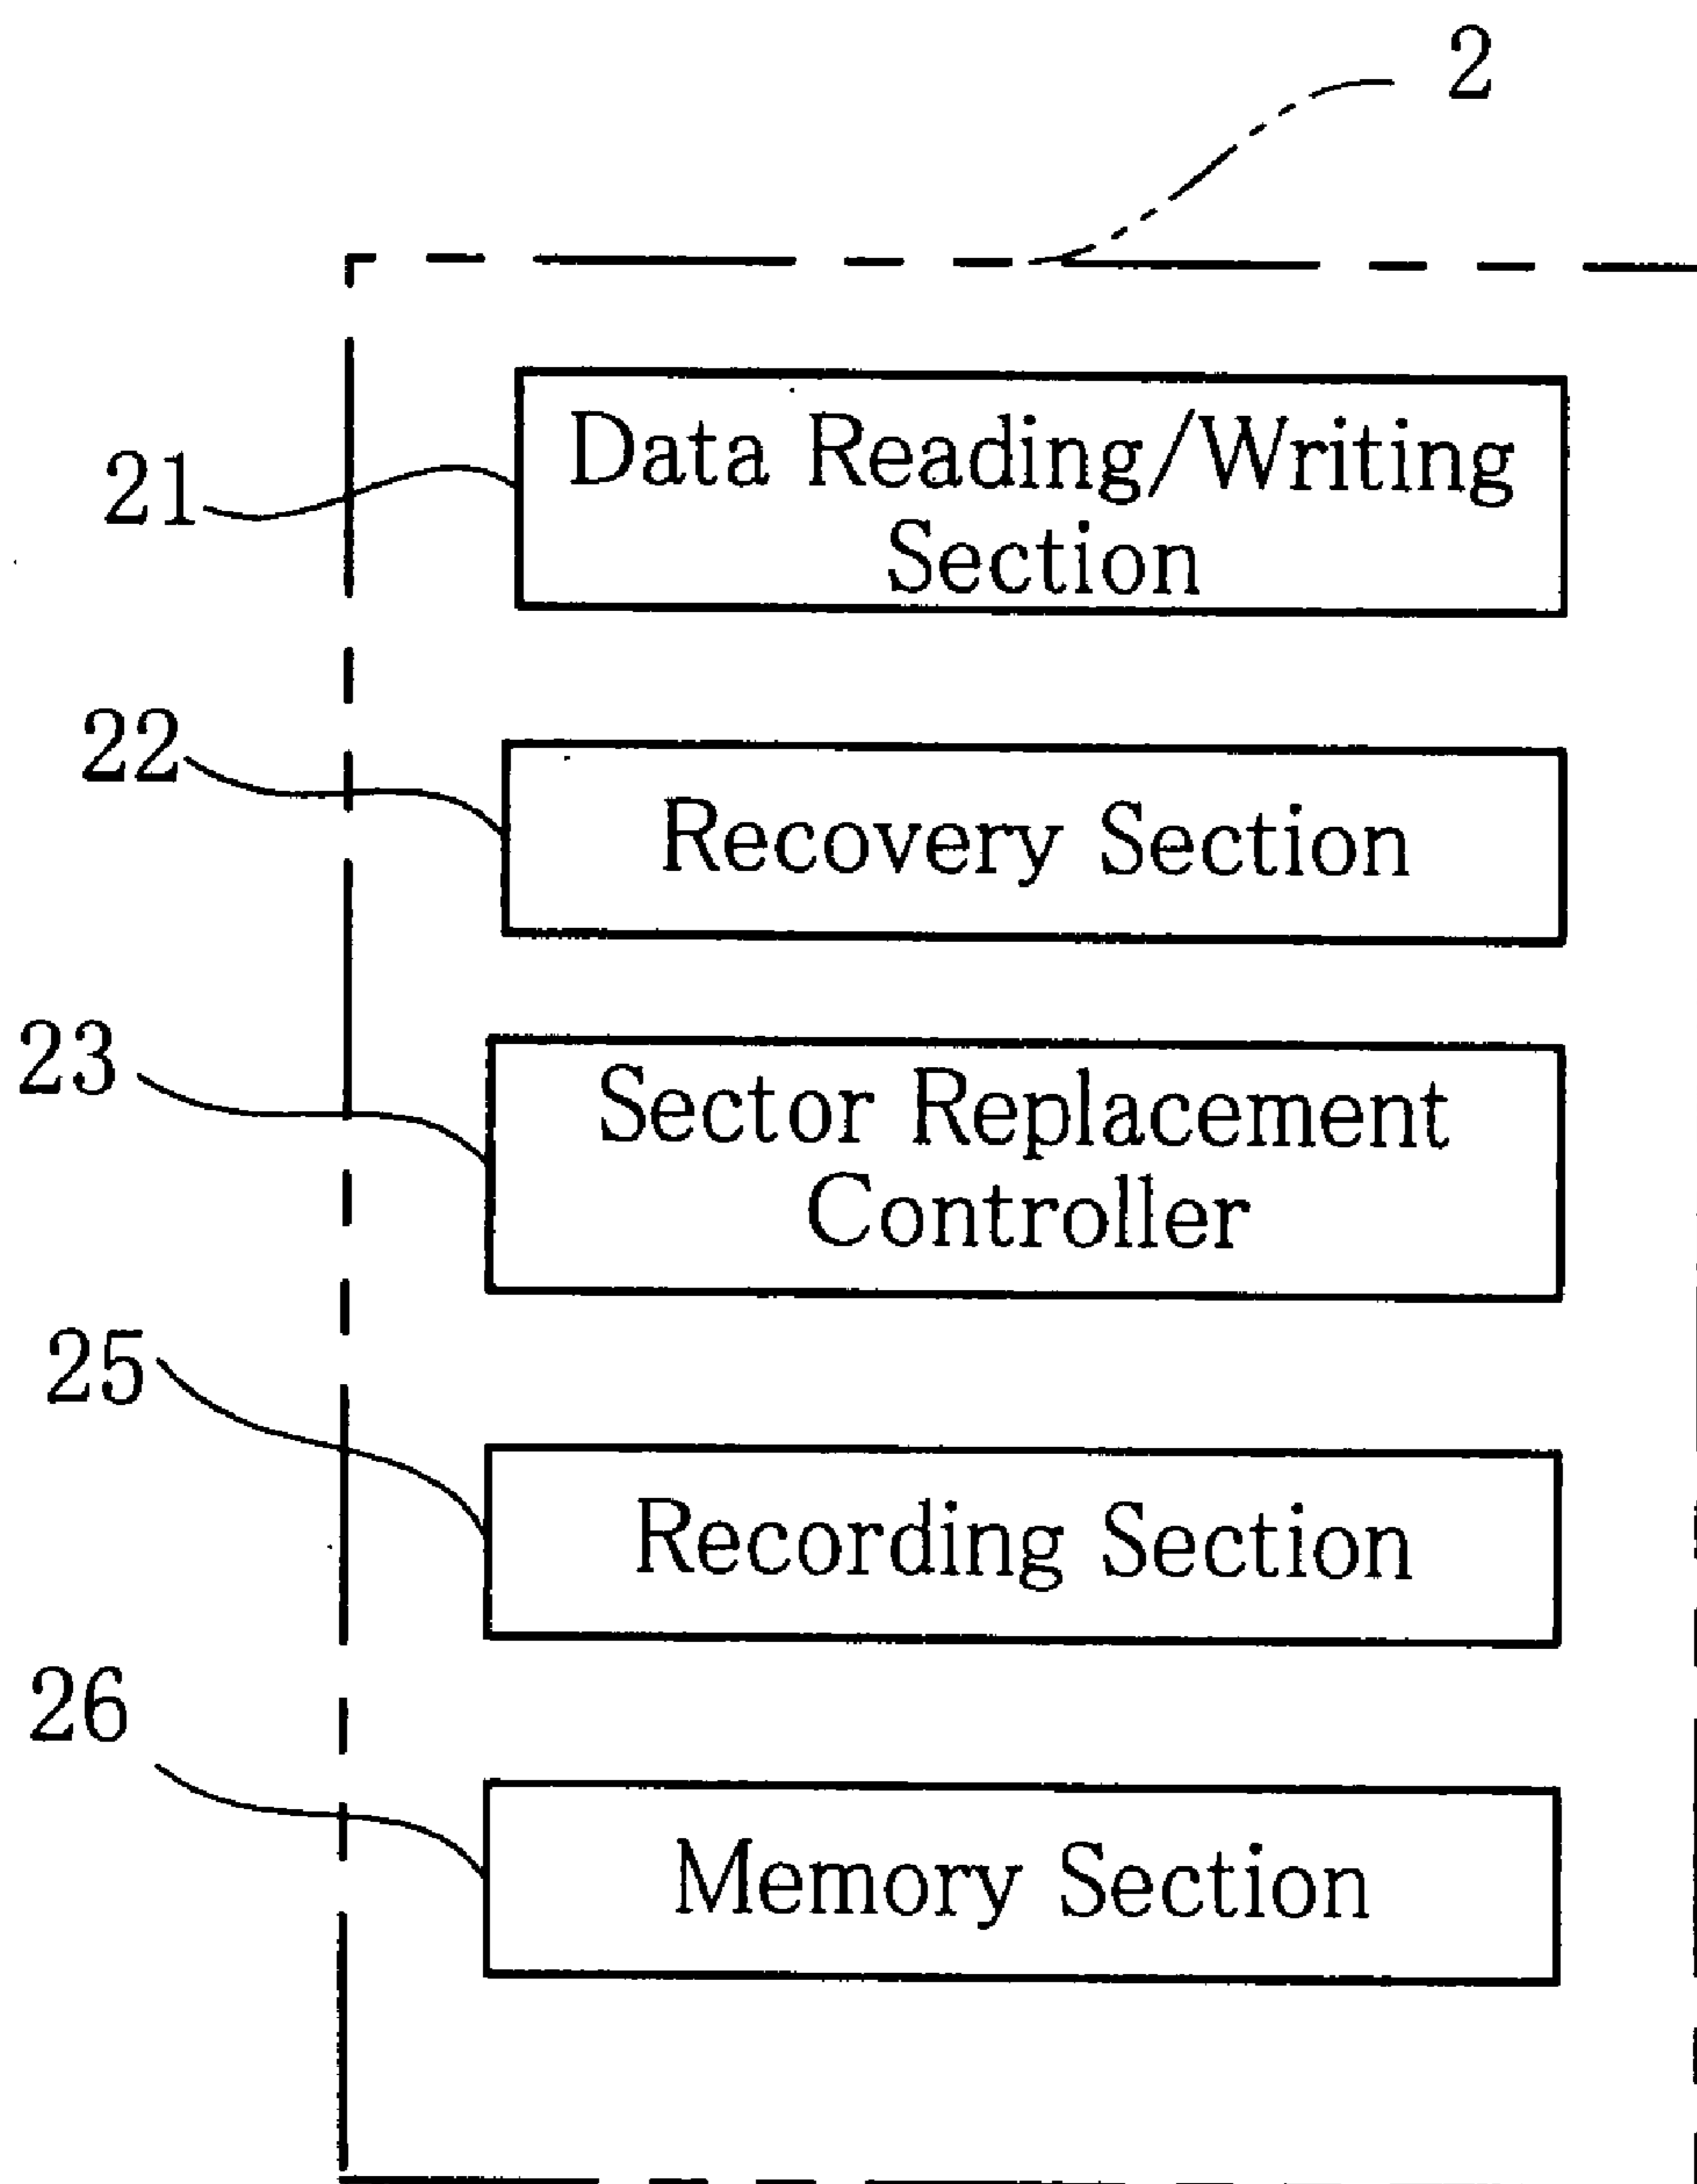 2
21
Data Reading/Writing
Section
22
Recovery Section
23
Sector Replacement
Controller
25
Recording Section
26
Memory Section